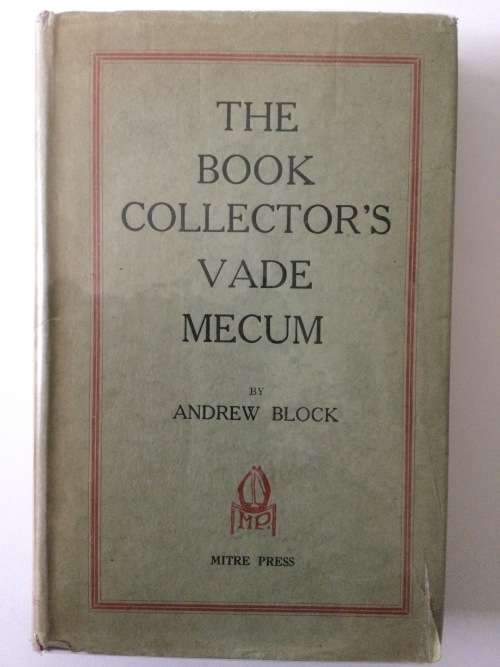 THE
BOOK
COLLECTOR'S
VADE
MECUM
BY
ANDREW BLOCK
MP.
MITRE PRESS